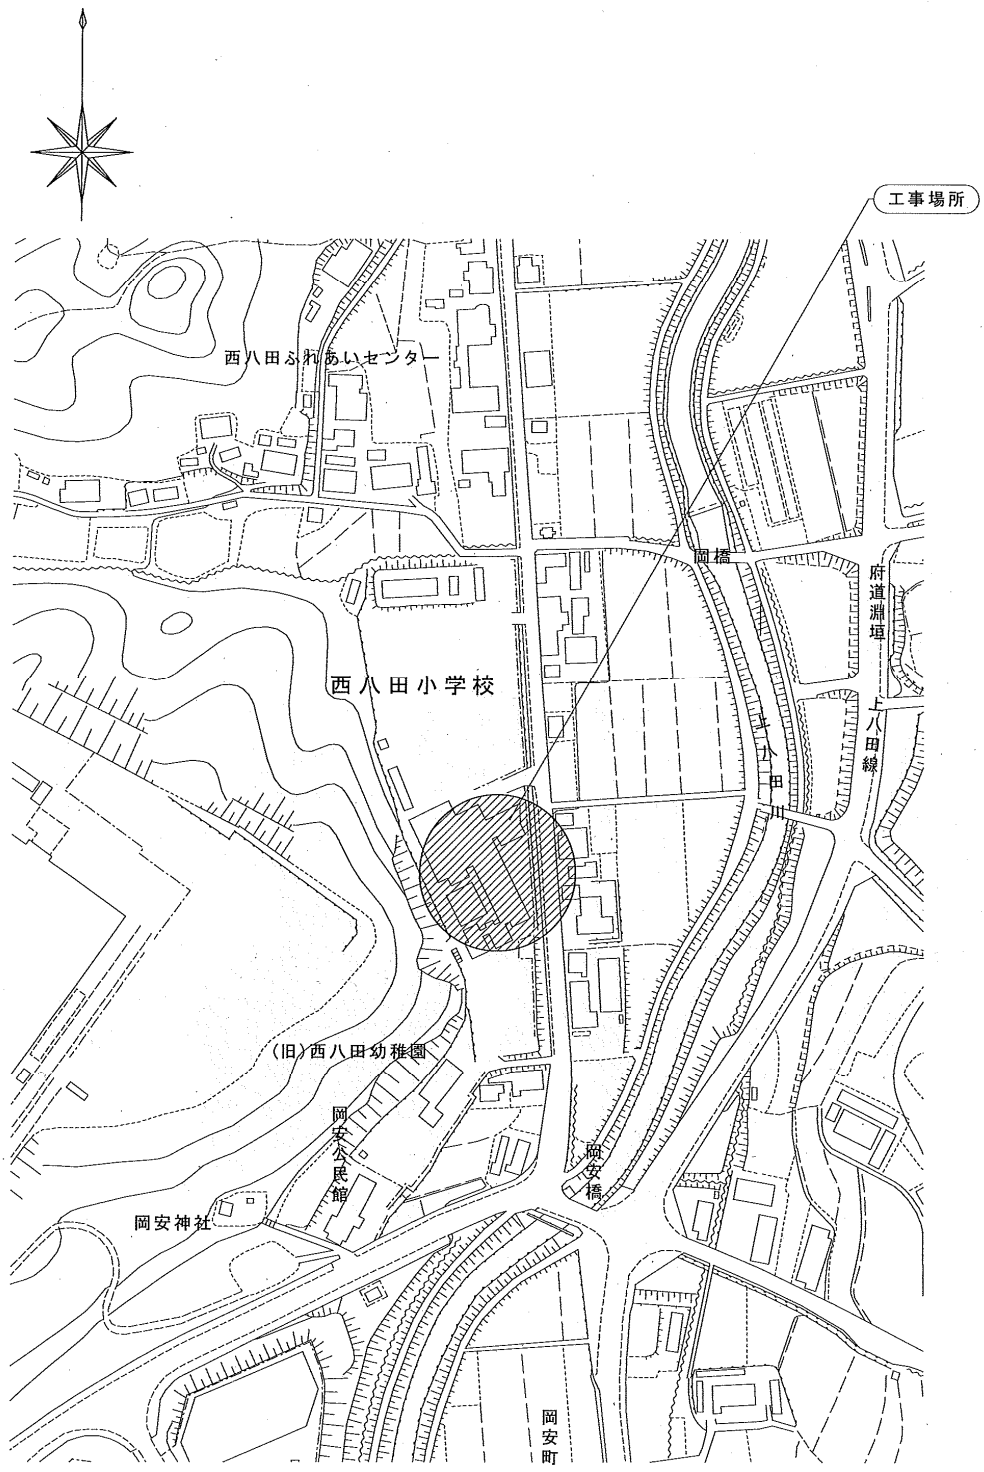 工事場所
西八田ふれあいセンター
岡橋
府道淵垣
上八田線
西八田小学校
上八田川
(旧)西八田幼稚園
岡安公民館
岡安橋
岡安神社
岡安町